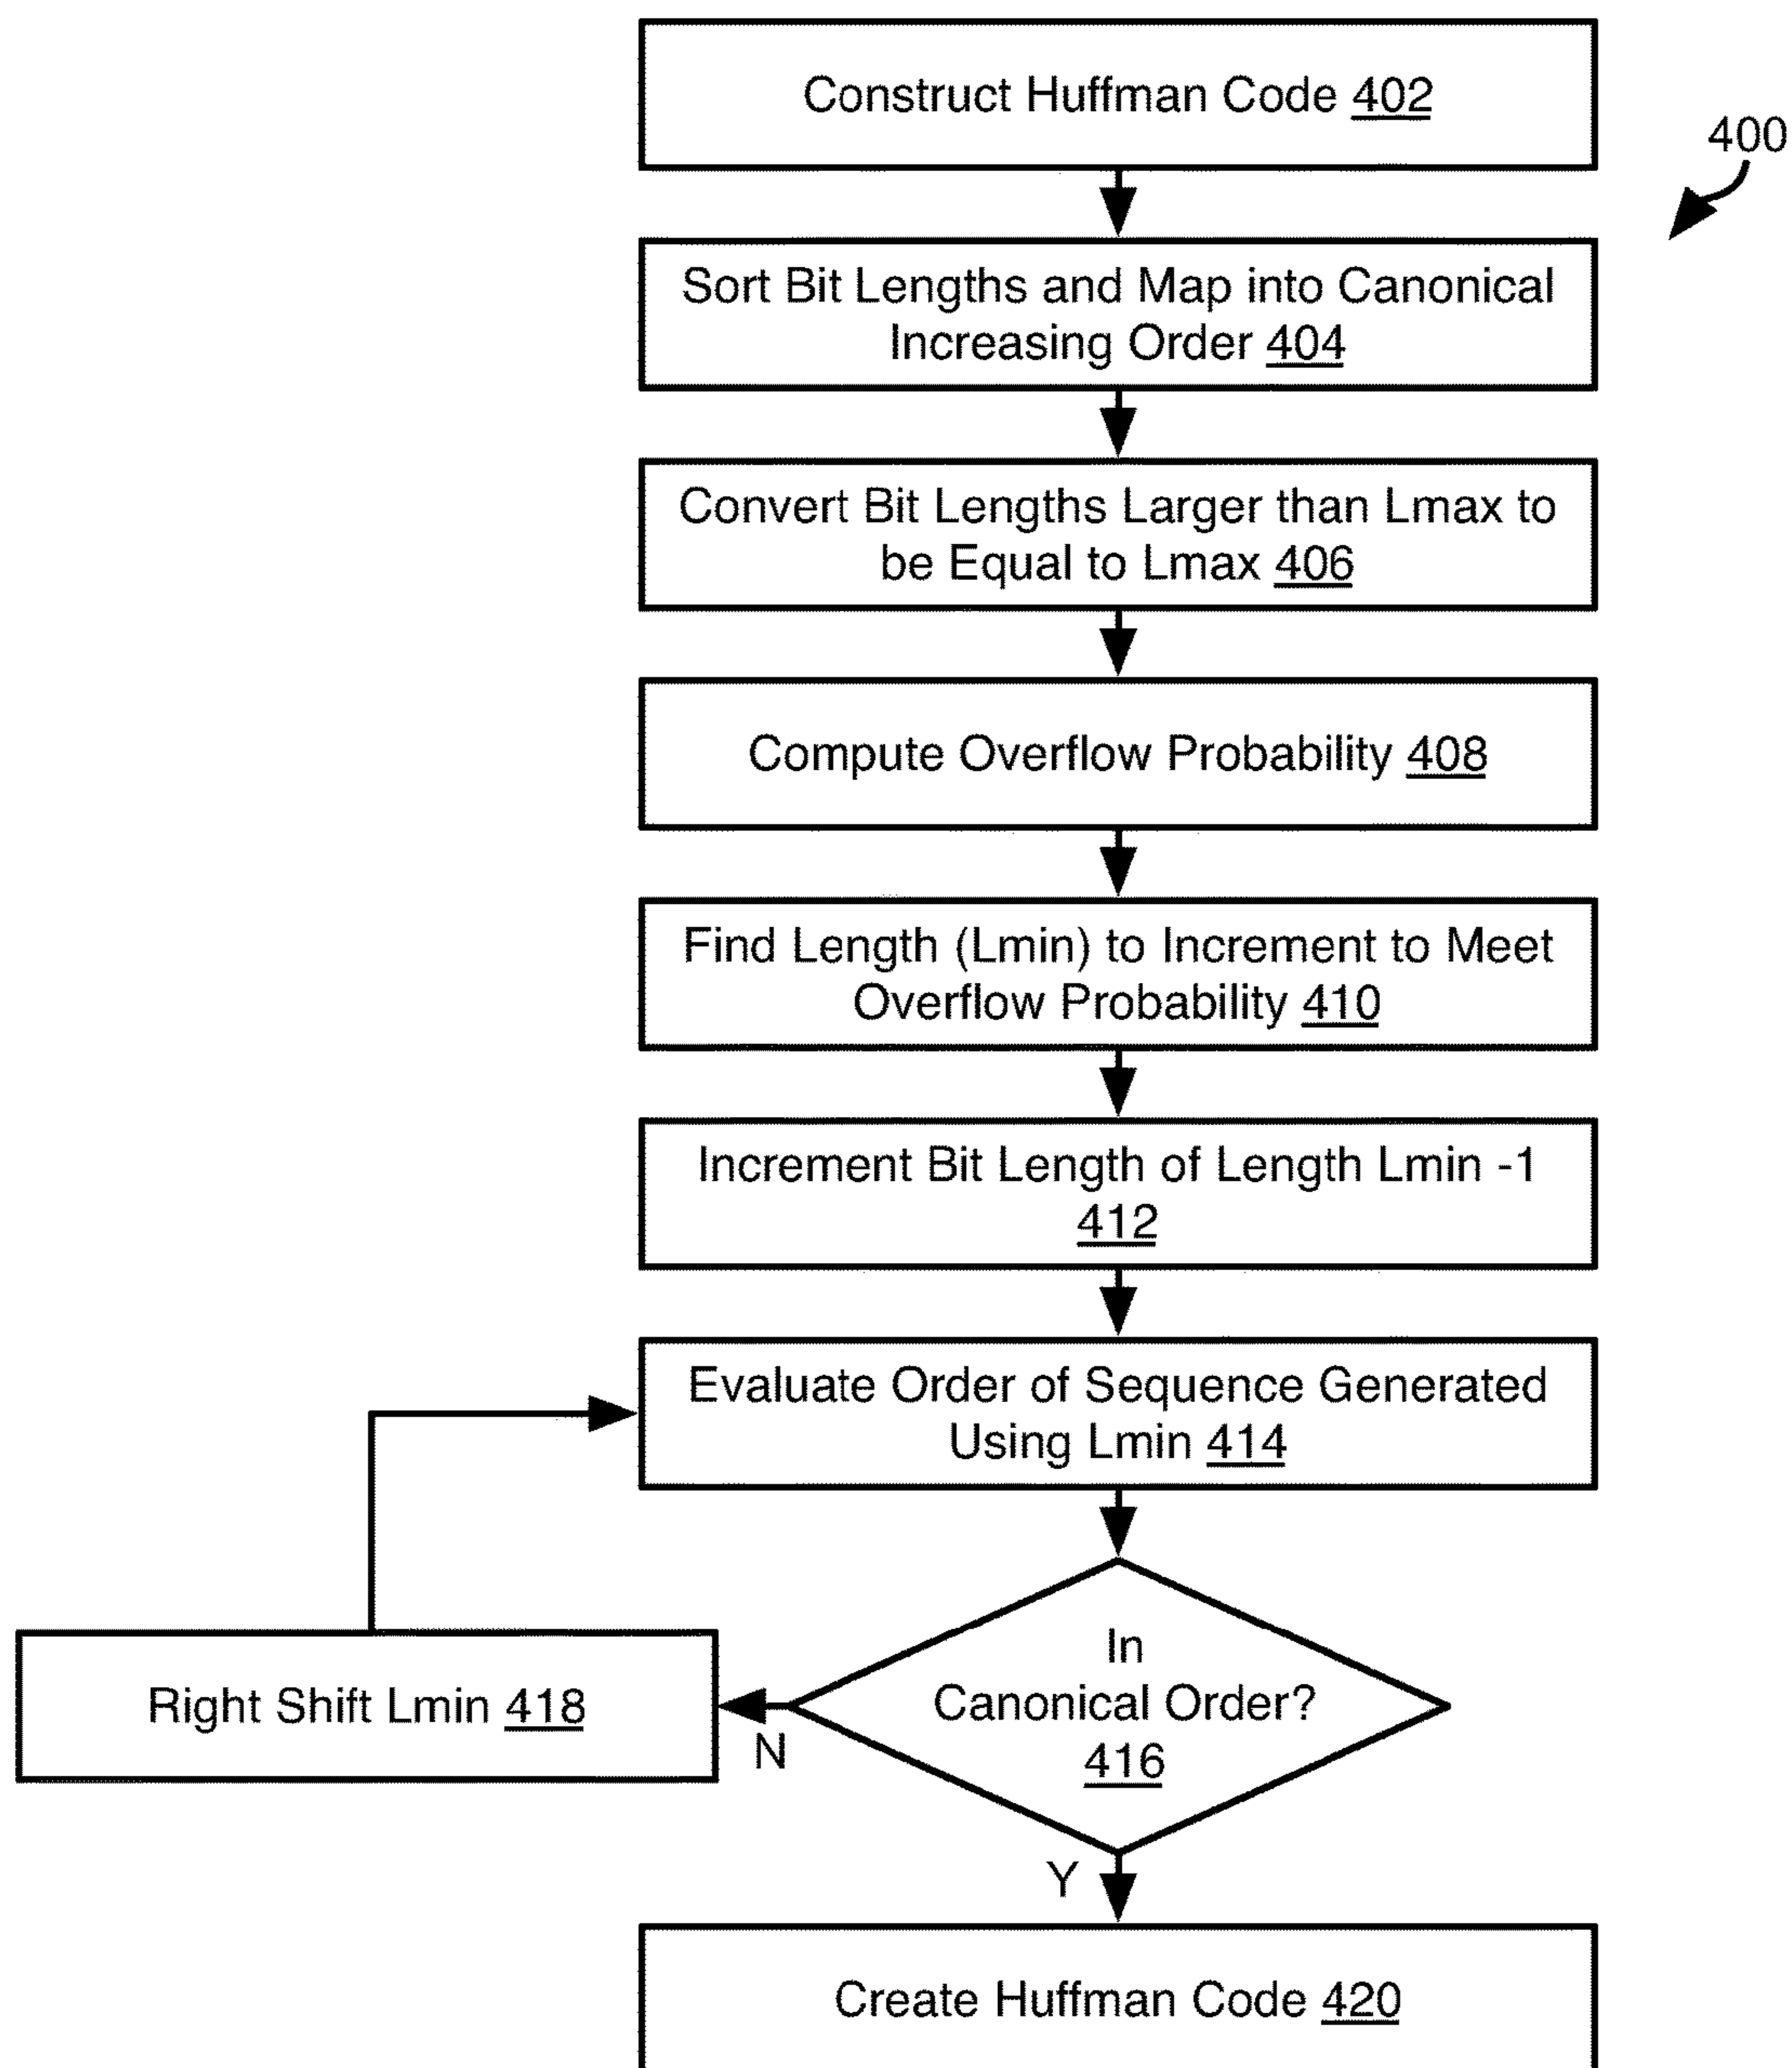 Construct Huffman Code 402
400
Sort Bit Lengths and Map into Canonical
Increasing Order 404
Convert Bit Lengths Larger than Lmax to
be Equal to Lmax 406
Compute Overflow Probability 408
Find Length (Lmin) to Increment to Meet
Overflow Probability 410
Increment Bit Length of Length Lmin -1
412
Evaluate Order of Sequence Generated
Using Lmin 414
In
Canonical Order?
416
Right Shift Lmin 418
N
Y
Create Huffman Code 420